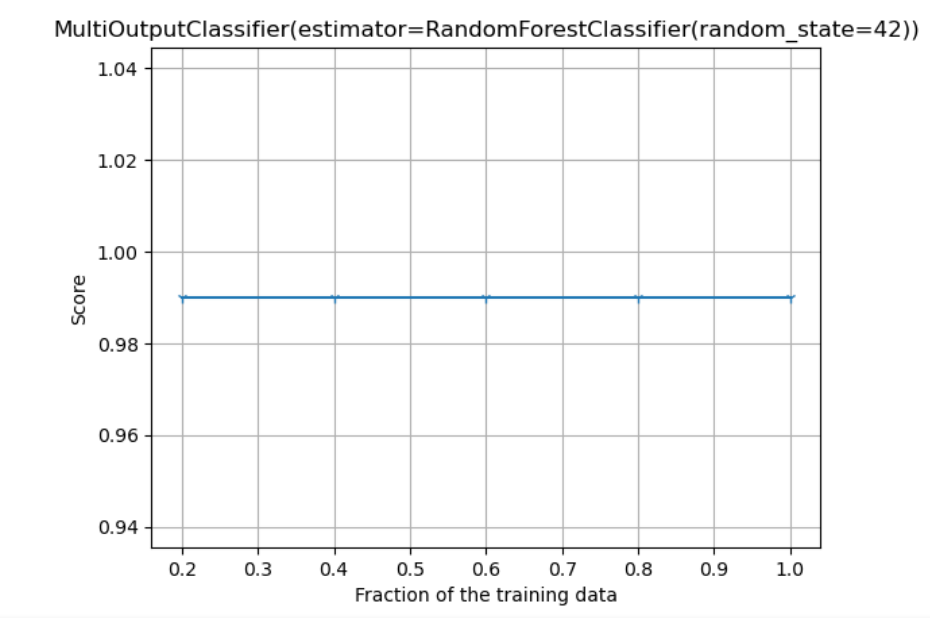 MultiOutputClassifier(estimator=RandomForestClassifier(random_state=42))
1.04
1.02
1.00
0.98
0.96
0.94
Score
0.2 0.3 0.4 0.5 0.6 0.7 0.8 0.9 1.0
Fraction of the training data